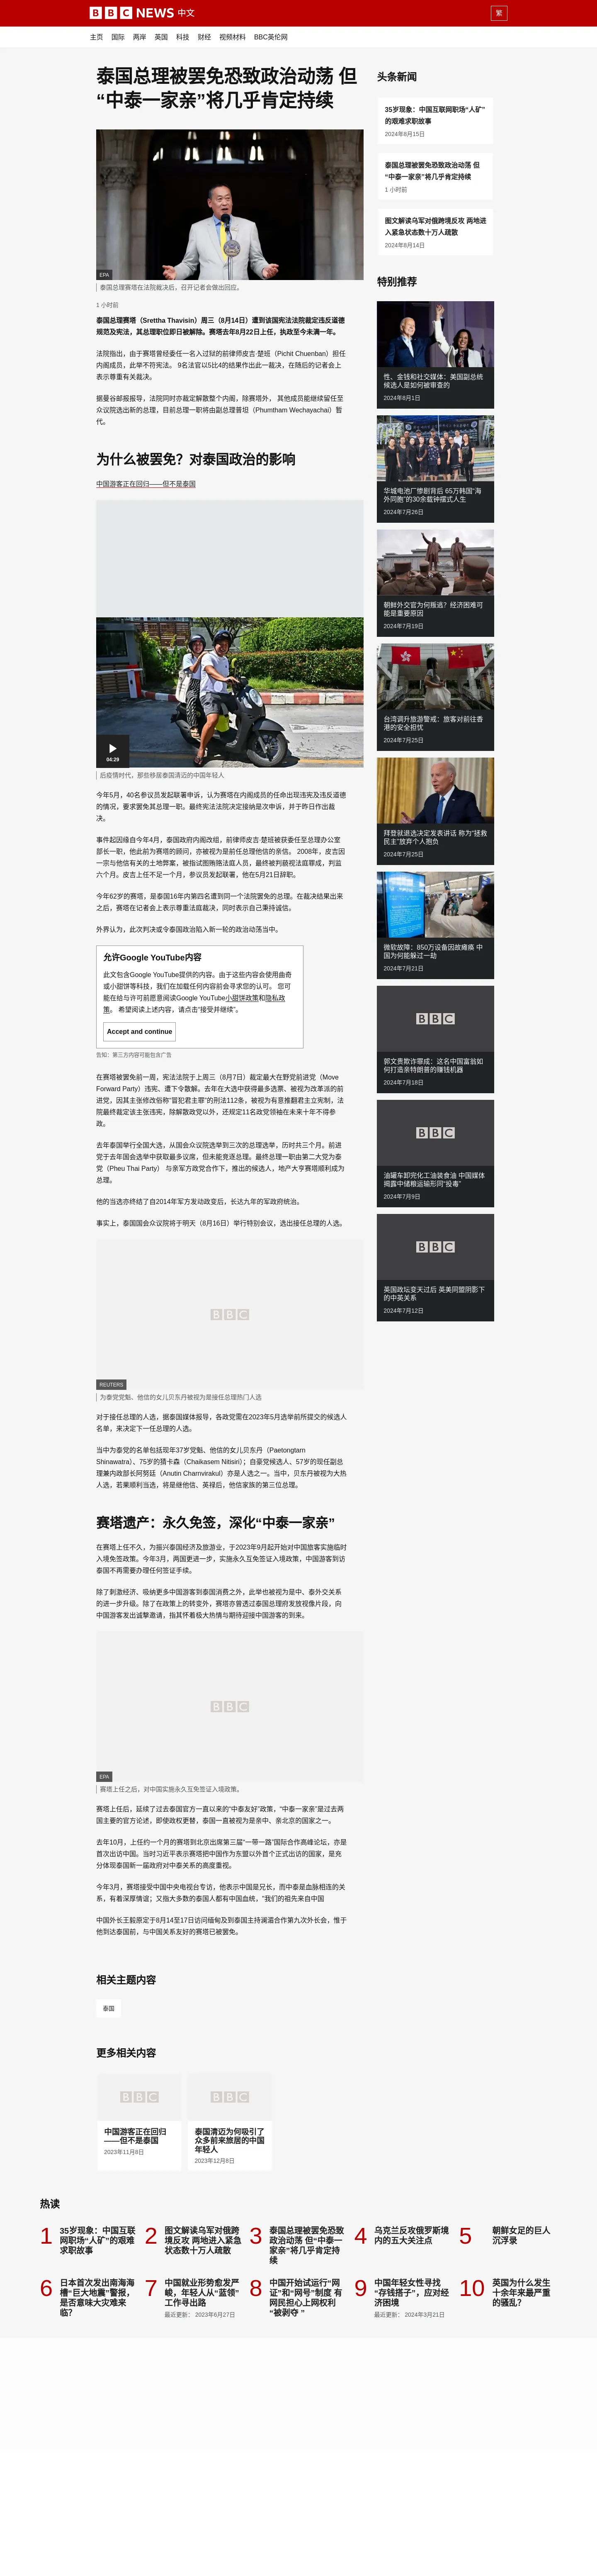 BBC NEWS 中文
繁
主页 国际 两岸 英国 科技 财经 视频材料 BBC英伦网
泰国总理被罢免恐致政治动荡 但
“中泰一家亲”将几乎肯定持续
EPA
泰国总理赛塔在法院裁决后，召开记者会做出回应。
1 小时前
泰国总理赛塔（Srettha Thavisin）周三（8月14日）遭到该国宪法法院裁定违反道德
规范及宪法，其总理职位即日被解除。赛塔去年8月22日上任，执政至今未满一年。
法院指出，由于赛塔曾经委任一名入过狱的前律师皮吉·楚班（Pichit Chuenban）担任
内阁成员，此举不符宪法。 9名法官以5比4的结果作出此一裁决，在随后的记者会上
表示尊重有关裁决。
据曼谷邮报报导，法院同时亦裁定解散整个内阁，除赛塔外， 其他成员能继续留任至
众议院选出新的总理，目前总理一职将由副总理普坦（Phumtham Wechayachai）暂
代。
为什么被罢免？对泰国政治的影响
中国游客正在回归——但不是泰国
04:29
后疫情时代，那些移居泰国清迈的中国年轻人
今年5月，40名参议员发起联署申诉，认为赛塔在内阁成员的任命出现违宪及违反道德
的情况，要求罢免其总理一职。最终宪法法院决定接纳是次申诉，并于昨日作出裁
决。
事件起因缘自今年4月，泰国政府内阁改组，前律师皮吉·楚班被获委任至总理办公室
部长一职，他此前为赛塔的顾问，亦被视为是前任总理他信的亲信。 2008年，皮吉因
一宗与他信有关的土地弊案，被指试图贿赂法庭人员，最终被判藐视法庭罪成，判监
六个月。皮吉上任不足一个月，参议员发起联署，他在5月21日辞职。
今年62岁的赛塔，是泰国16年内第四名遭到同一个法院罢免的总理。在裁决结果出来
之后，赛塔在记者会上表示尊重法庭裁决，同时表示自己秉持诚信。
外界认为，此次判决或令泰国政治陷入新一轮的政治动荡当中。
允许Google YouTube内容
此文包含Google YouTube提供的内容。由于这些内容会使用曲奇
或小甜饼等科技，我们在加载任何内容前会寻求您的认可。 您可
能在给与许可前愿意阅读Google YouTube小甜饼政策和隐私政
策。 希望阅读上述内容，请点击“接受并继续”。
Accept and continue
告知：第三方内容可能包含广告
在赛塔被罢免前一周，宪法法院于上周三（8月7日）裁定最大在野党前进党（Move
Forward Party）违宪、遭下令散解。去年在大选中获得最多选票、被视为改革派的前
进党，因其主张修改俗称“冒犯君主罪”的刑法112条，被视为有意推翻君主立宪制，法
院最终裁定该主张违宪，除解散政党以外，还规定11名政党领袖在未来十年不得参
政。
去年泰国举行全国大选，从国会众议院选举到三次的总理选举，历时共三个月。前进
党于去年国会选举中获取最多议席，但未能竞逐总理。最终总理一职由第二大党为泰
党（Pheu Thai Party） 与亲军方政党合作下，推出的候选人，地产大亨赛塔顺利成为
总理。
他的当选亦终结了自2014年军方发动政变后，长达九年的军政府统治。
事实上，泰国国会众议院将于明天（8月16日）举行特别会议，选出接任总理的人选。
BBC
REUTERS
为泰党党魁、他信的女儿贝东丹被视为是接任总理热门人选
对于接任总理的人选，据泰国媒体报导，各政党需在2023年5月选举前所提交的候选人
名单，来决定下一任总理的人选。
当中为泰党的名单包括现年37岁党魁、他信的女儿贝东丹（Paetongtarn
Shinawatra）、75岁的猜卡森（Chaikasem Nitisin）；自豪党候选人、57岁的现任副总
理兼内政部长阿努廷（Anutin Charnvirakul）亦是人选之一。当中，贝东丹被视为大热
人选，若果顺利当选，将是继他信、英禄后，他信家族的第三位总理。
赛塔遗产：永久免签，深化“中泰一家亲”
在赛塔上任不久，为振兴泰国经济及旅游业，于2023年9月起开始对中国旅客实施临时
入境免签政策。今年3月，两国更进一步，实施永久互免签证入境政策，中国游客到访
泰国不再需要办理任何签证手续。
除了刺激经济、吸纳更多中国游客到泰国消费之外，此举也被视为是中、泰外交关系
的进一步升级。除了在政策上的转变外，赛塔亦曾透过泰国总理府发放视像片段，向
中国游客发出诚挚邀请，指其怀着极大热情与期待迎接中国游客的到来。
BBC
EPA
赛塔上任之后，对中国实施永久互免签证入境政策。
赛塔上任后，延续了过去泰国官方一直以来的“中泰友好”政策，“中泰一家亲”是过去两
国主要的官方论述，即使政权更替，泰国一直被视为是亲中、亲北京的国家之一。
去年10月，上任约一个月的赛塔到北京出席第三届“一带一路”国际合作高峰论坛，亦是
首次出访中国。当时习近平表示赛塔把中国作为东盟以外首个正式出访的国家，是充
分体现泰国新一届政府对中泰关系的高度重视。
今年3月，赛塔接受中国中央电视台专访，他表示中国是兄长，而中泰是血脉相连的关
系，有着深厚情谊；又指大多数的泰国人都有中国血统，“我们的祖先来自中国
中国外长王毅原定于8月14至17日访问缅甸及到泰国主持澜湄合作第九次外长会，惟于
他到达泰国前，与中国关系友好的赛塔已被罢免。
相关主题内容
泰国
更多相关内容
BBC
中国游客正在回归
——但不是泰国
2023年11月8日
BBC
泰国清迈为何吸引了
众多前来旅居的中国
年轻人
2023年12月8日
头条新闻
35岁现象：中国互联网职场“人矿”
的艰难求职故事
2024年8月15日
泰国总理被罢免恐致政治动荡 但
“中泰一家亲”将几乎肯定持续
1 小时前
图文解读乌军对俄跨境反攻 两地进
入紧急状态数十万人疏散
2024年8月14日
特别推荐
性、金钱和社交媒体：美国副总统
候选人是如何被审查的
2024年8月1日
华城电池厂惨剧背后 65万韩国“海
外同胞”的30余载钟摆式人生
2024年7月26日
朝鲜外交官为何叛逃？经济困难可
能是重要原因
2024年7月19日
台湾调升旅游警戒：旅客对前往香
港的安全担忧
2024年7月25日
拜登就退选决定发表讲话 称为“拯救
民主”放弃个人抱负
2024年7月25日
微软故障：850万设备因故瘫痪 中
国为何能躲过一劫
2024年7月21日
BBC
郭文贵欺诈罪成：这名中国富翁如
何打造亲特朗普的赚钱机器
2024年7月18日
BBC
油罐车卸完化工油装食油 中国媒体
揭露中储粮运输形同“投毒”
2024年7月9日
BBC
英国政坛变天过后 英美同盟阴影下
的中英关系
2024年7月12日
热读
1 35岁现象：中国互联
网职场“人矿”的艰难
求职故事
2 图文解读乌军对俄跨
境反攻 两地进入紧急
状态数十万人疏散
3 泰国总理被罢免恐致
政治动荡 但“中泰一
家亲”将几乎肯定持
续
4 乌克兰反攻俄罗斯境
内的五大关注点
5 朝鲜女足的巨人
沉浮录
6 日本首次发出南海海
槽“巨大地震”警报，
是否意味大灾难来
临？
7 中国就业形势愈发严
峻，年轻人从“蓝领”
工作寻出路
最近更新： 2023年6月27日
8 中国开始试运行“网
证”和“网号”制度 有
网民担心上网权利
“被剥夺 ”
9 中国年轻女性寻找
“存钱搭子”，应对经
济困境
最近更新： 2024年3月21日
10 英国为什么发生
十余年来最严重
的骚乱？